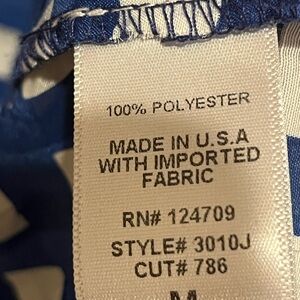 100% POLYESTER
MADE IN U.S.A
WITH IMPORTED
FABRIC
RN# 124709
STYLE# 3010J
CUT# 786
M